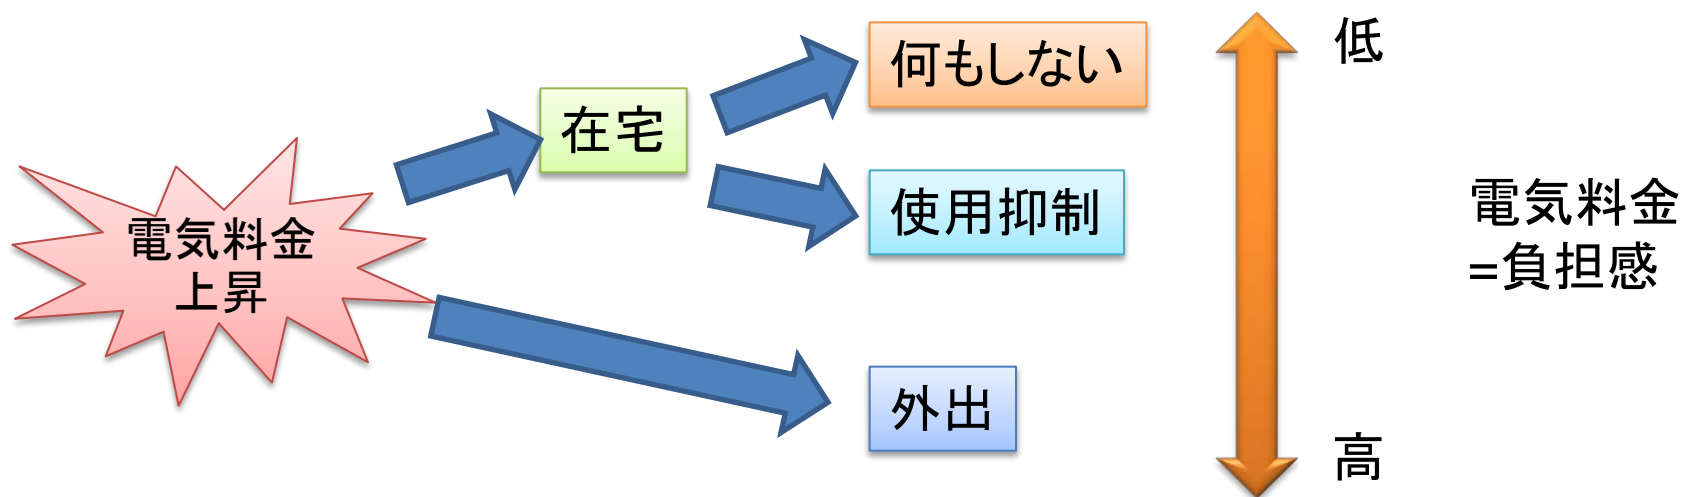 電気料金
上昇
在宅
何もしない
使用抑制
外出
低
高
電気料金
=負担感